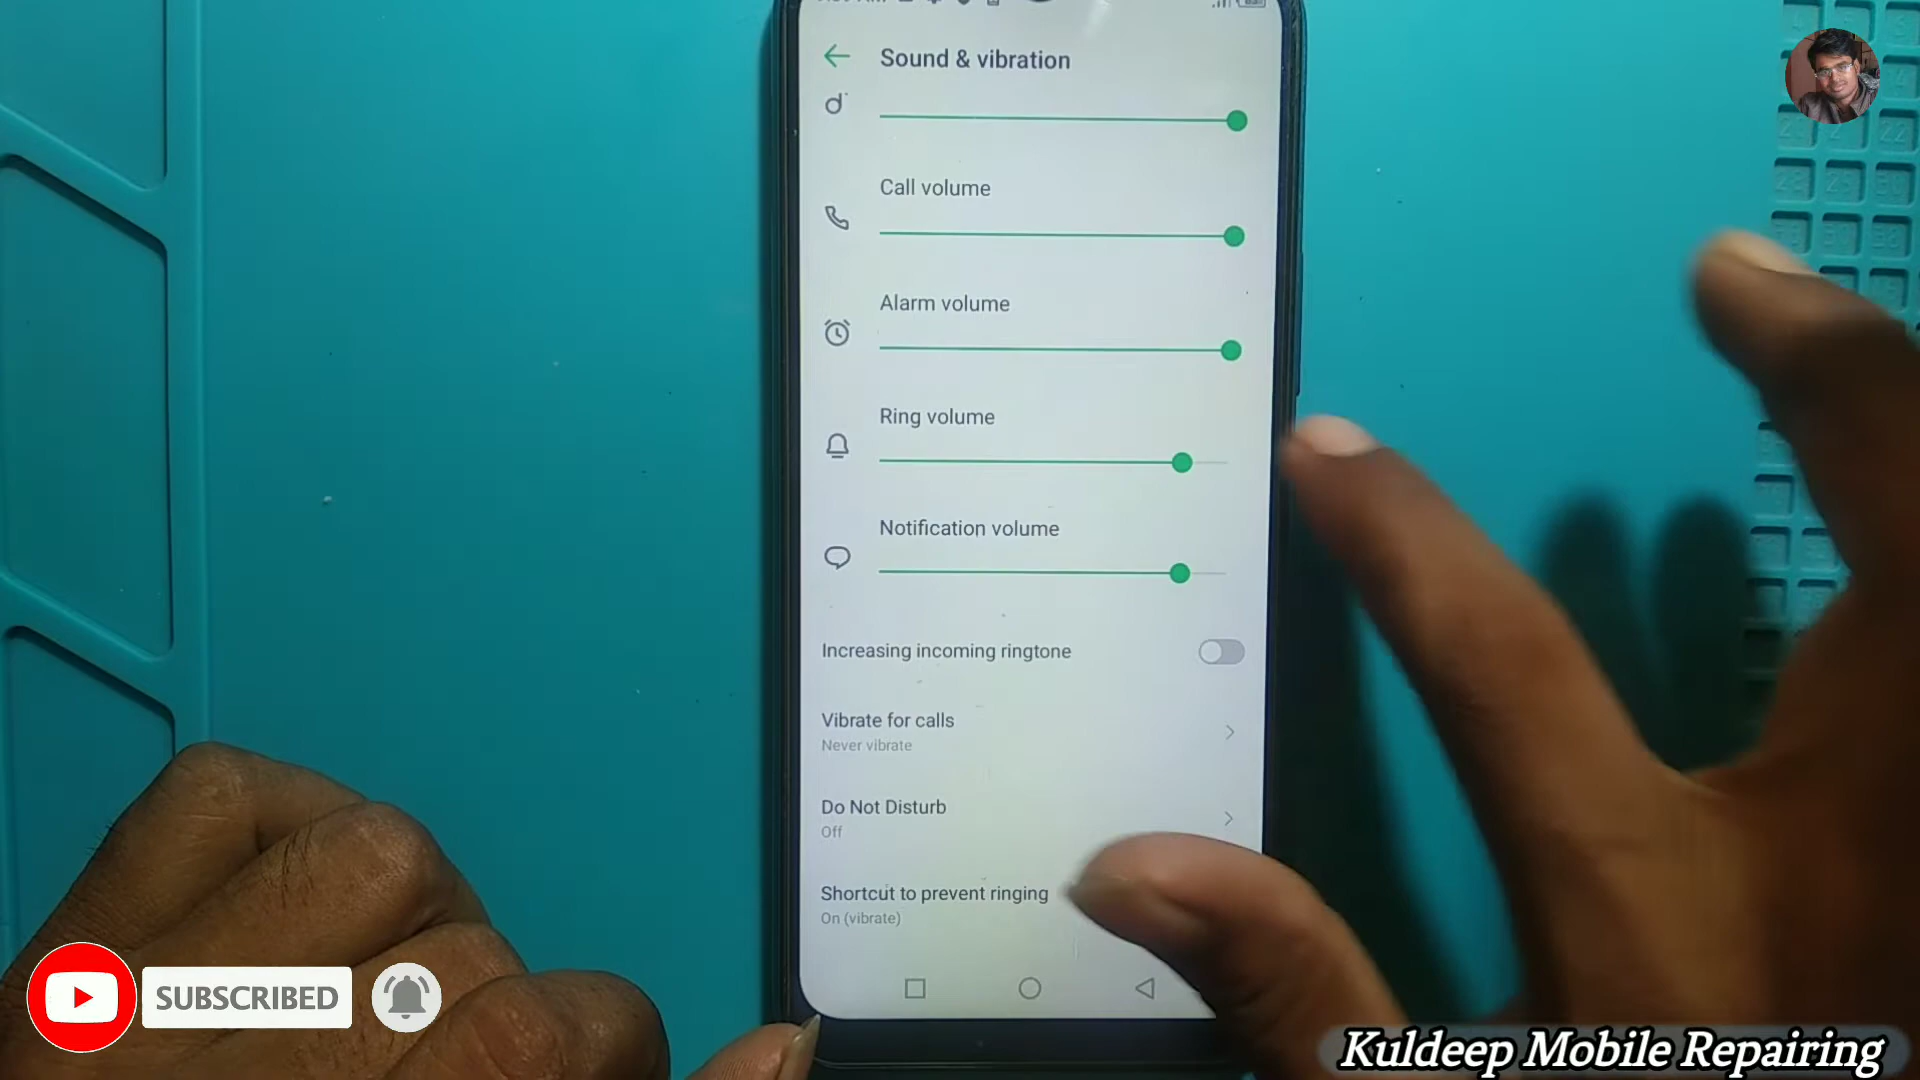 Sound & vibration
Call volume
Alarm volume
Ring volume
Notification volume
Increasing incoming ringtone
Vibrate for calls
Never vibrate
Do Not Disturb
Off
Shortcut to prevent ringing
On (vibrate)
SUBSCRIBED
Kuldeep Mobile Repairing